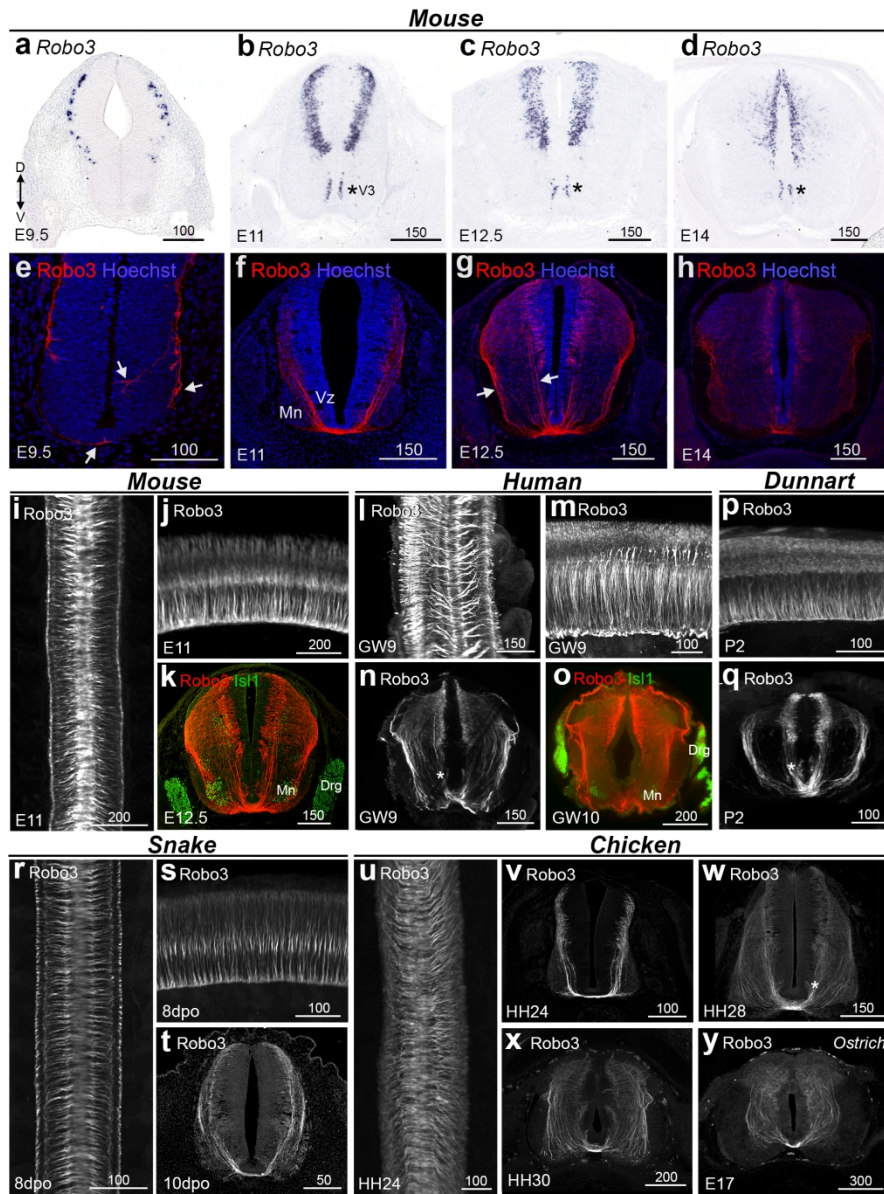 Mouse
a Robo3
D
V
E9.5
100
b Robo3
* V3
E11
150
c Robo3
*
E12.5
150
d Robo3
*
E14
150
e Robo3 Hoechst
E9.5
100
f Robo3 Hoechst
Mn
Vz
E11
150
g Robo3 Hoechst
E12.5
150
h Robo3 Hoechst
E14
150
Mouse
Human
Dunnart
i Robo3
E11
200
j Robo3
E11
200
k Robo3 Isl1
Mn
Drg
E12.5
150
l Robo3
GW9
150
m Robo3
GW9
100
n Robo3
*
GW9
150
o Robo3 Isl1
Drg
Mn
GW10
200
p Robo3
P2
100
q Robo3
*
P2
100
Snake
Chicken
r Robo3
8dpo
100
s Robo3
8dpo
100
t Robo3
10dpo
50
u Robo3
HH24
100
v Robo3
HH24
100
w Robo3
*
HH28
150
x Robo3
HH30
200
y Robo3 Ostrich
E17
300